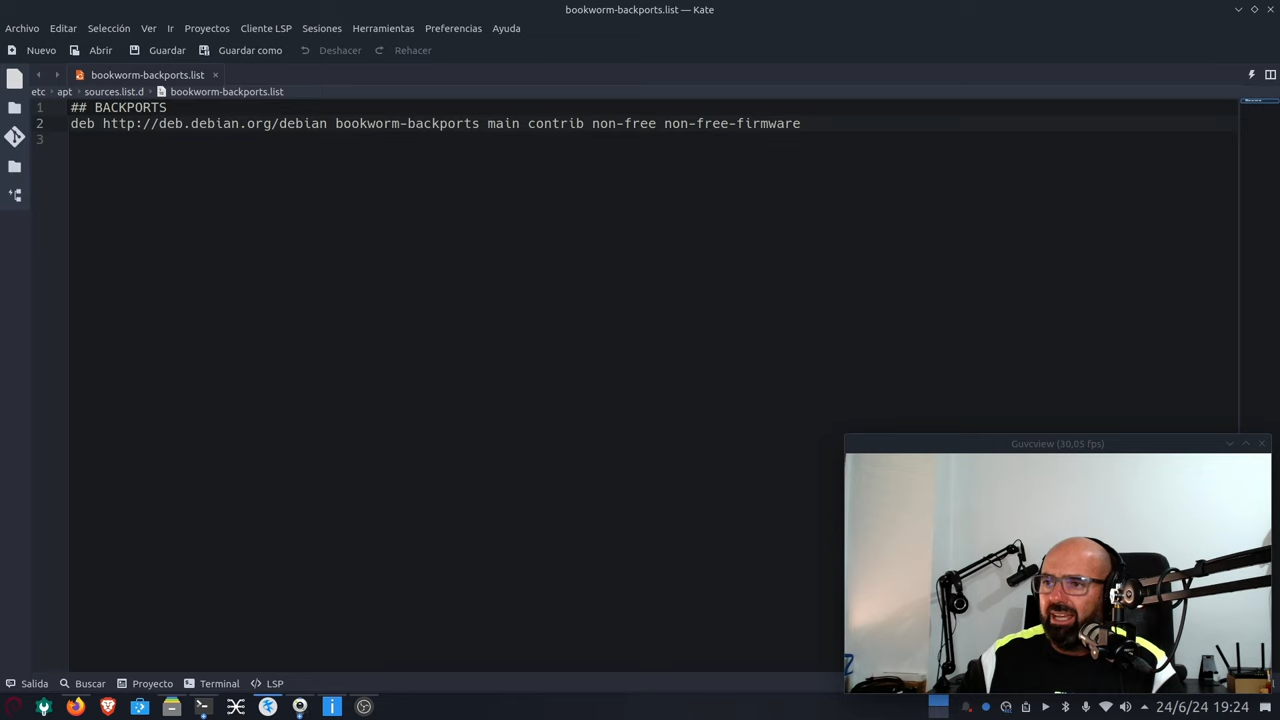 bookworm-backports.list — Kate
Archivo Editar Selección Ver Ir Proyectos Cliente LSP Sesiones Herramientas Preferencias Ayuda
Nuevo Abrir Guardar Guardar como Deshacer Rehacer
bookworm-backports.list
etc apt sources.list.d bookworm-backports.list
1 ## BACKPORTS
2 deb http://deb.debian.org/debian bookworm-backports main contrib non-free non-free-firmware
3
Guvcview (30,05 fps)
Salida Buscar Proyecto Terminal LSP
24/6/24 19:24